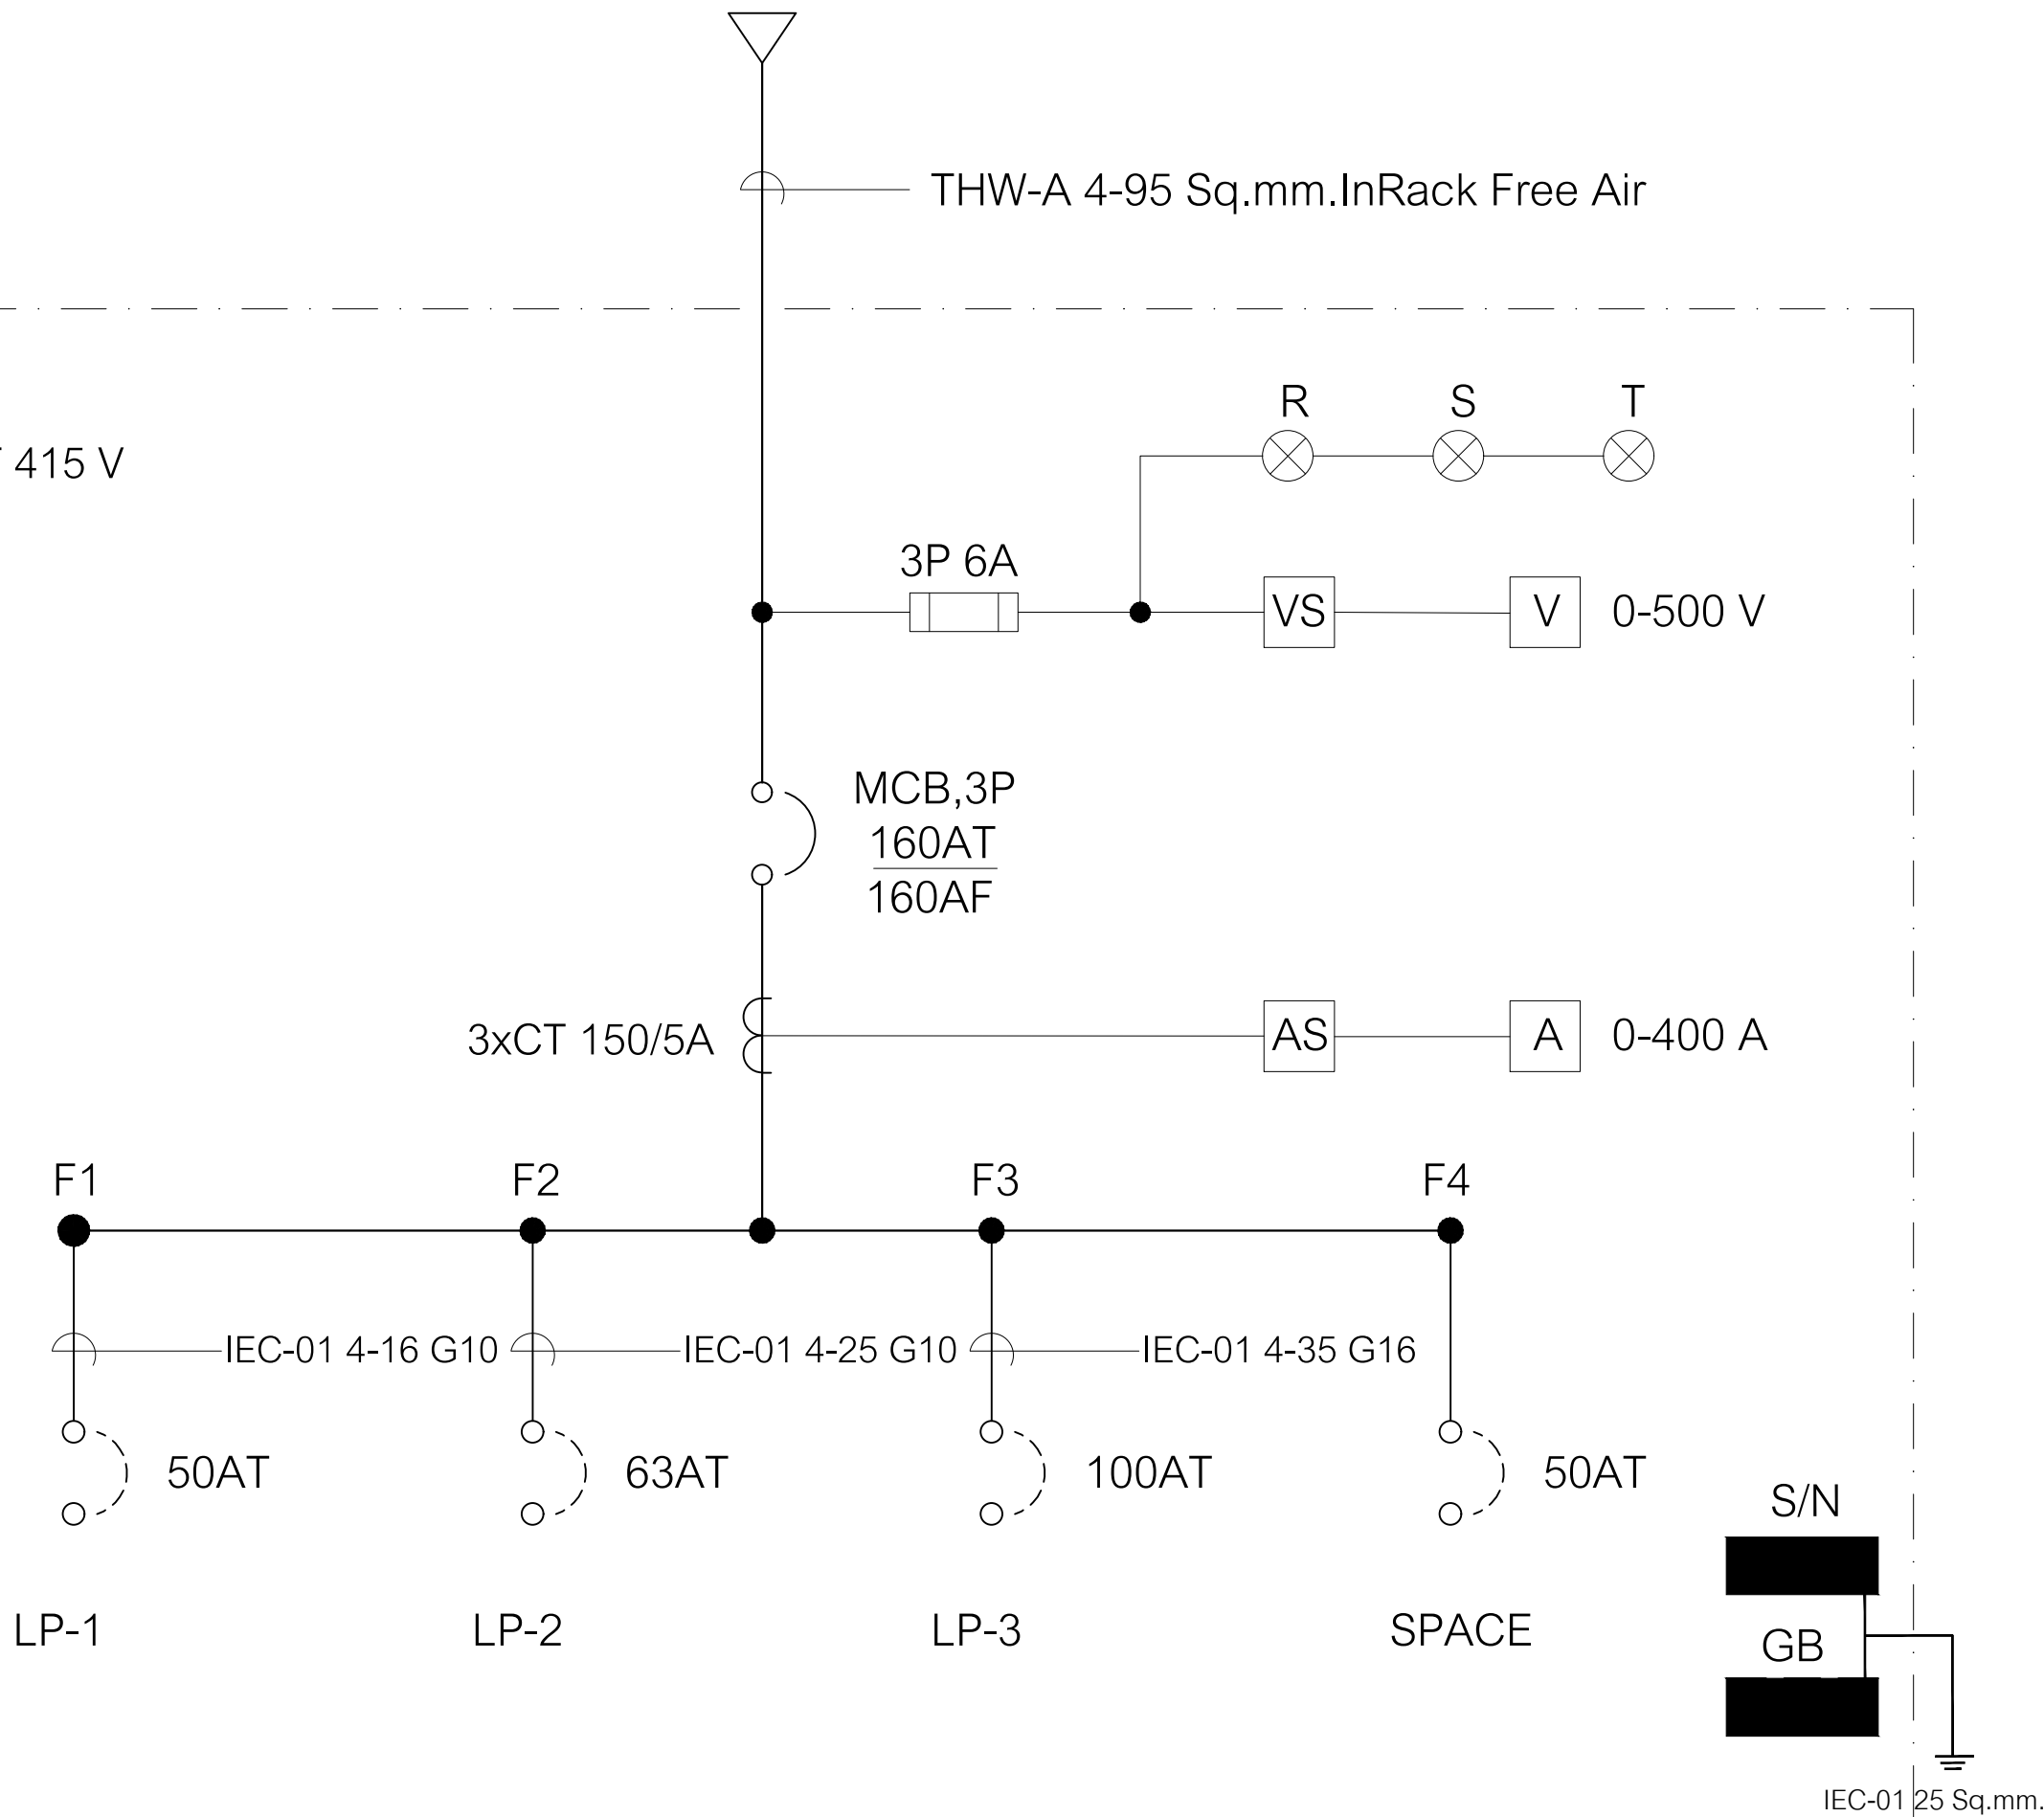 THW-A 4-95 Sq.mm.InRack Free Air
R S T
415 V
3P 6A
VS V 0-500 V
MCB,3P
160AT
160AF
3xCT 150/5A AS A 0-400 A
F1 F2 F3 F4
IEC-01 4-16 G10 IEC-01 4-25 G10 IEC-01 4-35 G16
50AT 63AT 100AT 50AT
S/N
LP-1 LP-2 LP-3 SPACE
GB
IEC-01 25 Sq.mm.